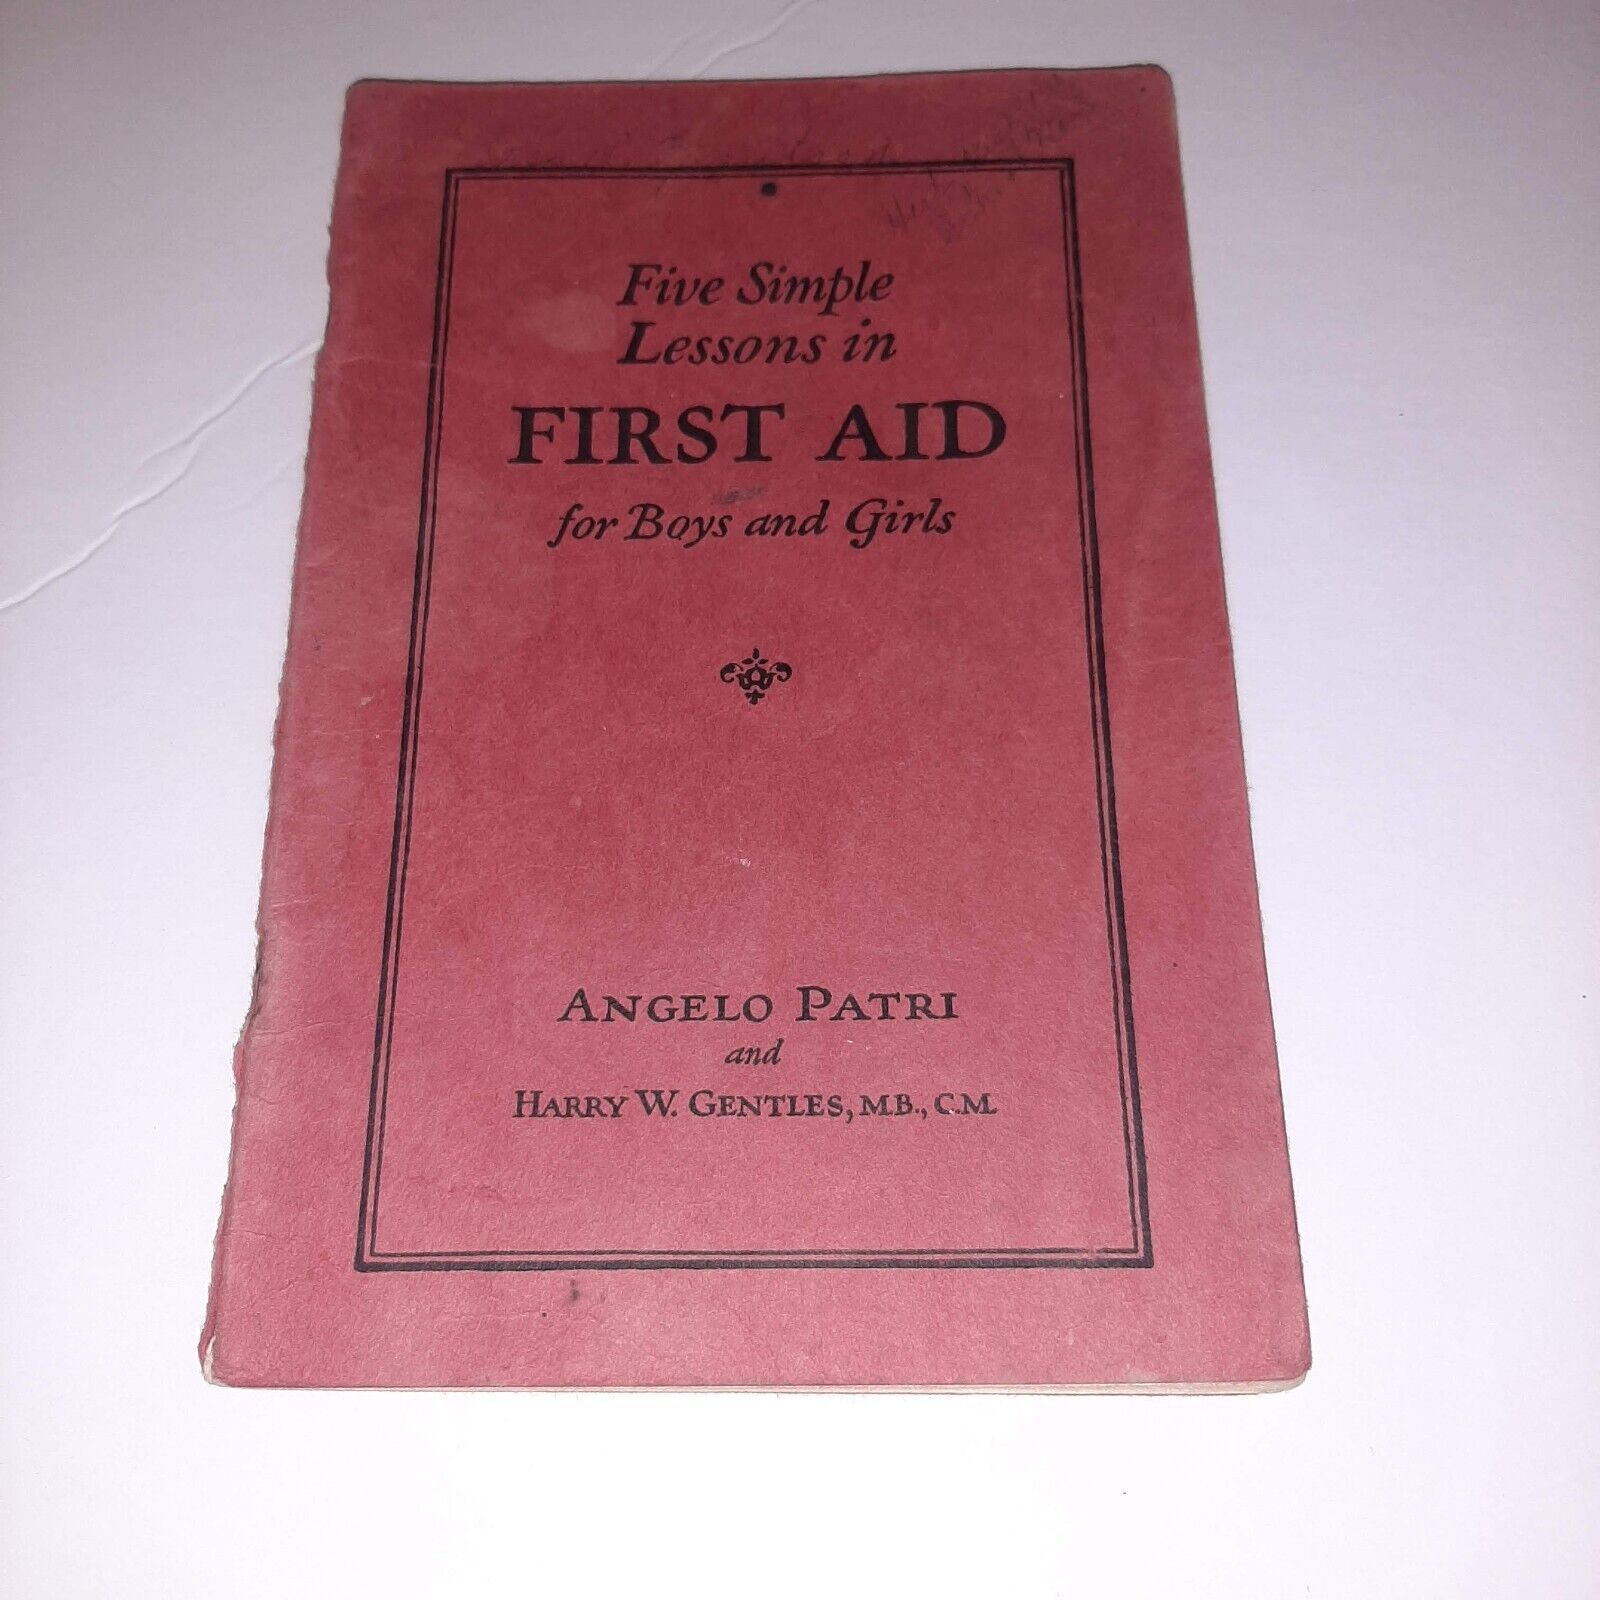 Five Simple
Lessons in
FIRST AID
for Boys and Girls
ANGELO PATRI
and
HARRY W. GENTLES, M.B., C.M.